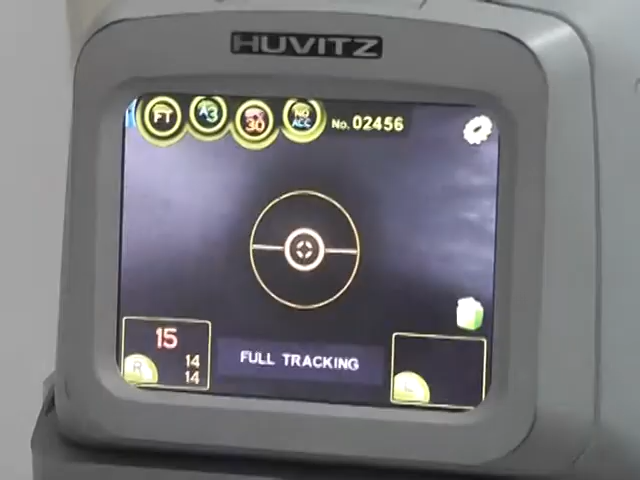 HUVITZ
FT A3 30 NO ACC No. 02456
15
R 14
14
FULL TRACKING
L